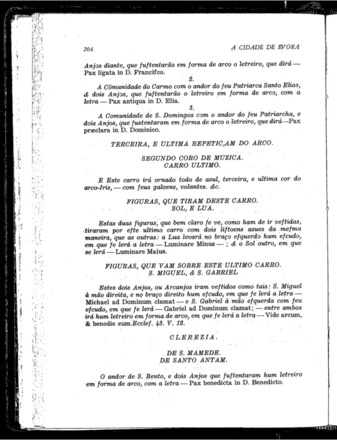 204
A CIDADE DE EVORA
Anjos diante, que fuftentarão em forma de arco o letreiro, que dirá —
Pax ligata in D. Francifco.
2.
A Cõmunidade do Carmo com o andor do feu Patriarca Santo Elias,
& dois Anjos, que fuftentarão o letreiro em forma de arco, com a
letra — Pax antiqua in D. Elia.
3.
A Comunidade de S. Domingos com o andor do feu Patriarcha, e
dois Anjos, que fustentaram em forma de arco o letreiro, que dirá—Pax
præclara in D. Dominico.
TERCEIRA, E ULTIMA REPETIÇAM DO ARCO.
SEGUNDO CORO DE MUZICA.
CARRO ULTIMO.
E Este carro irá ornado todo de azul, terceira, e ultima cor do
arco-Iris, — com feus galoens, volantes. &c.
FIGURAS, QUE TIRAM DESTE CARRO.
SOL, E LUA.
Estas duas figuras, que bem claro fe ve, como ham de ir veftidas,
tiraram por efte ultimo carro com dois liftoens azues da mefma
maneira, que as outras: a Lua levará no braço efquerdo hum efcudo,
em que fe lerá a letra — Luminare Minus — ; & o Sol outro, em que
se lerá — Luminare Maius.
FIGURAS, QUE VAM SOBRE ESTE ULTIMO CARRO.
S. MIGUEL, & S. GABRIEL
Estes dois Anjos, ou Arcanjos iram veftidos como tais: S. Miguel
à mão direita, e no braço direito hum efcudo, em que fe lerá a letra —
Michael ad Dominum clamat — e S. Gabriel à mão efquerda com feu
efcudo, em que fe lerá — Gabriel ad Dominum clamat; — entre ambos
irá hum letreiro em forma de arco, em que fe lerá a letra — Vide arcum,
& benedie eum. Ecclef. 43. V. 12.
CLEREZIA.
DE S. MAMEDE.
DE SANTO ANTAM.
O andor de S. Bento, e dois Anjos que fuftentaram hum letreiro
em forma de arco, com a letra — Pax benedicta in D. Benedicto.